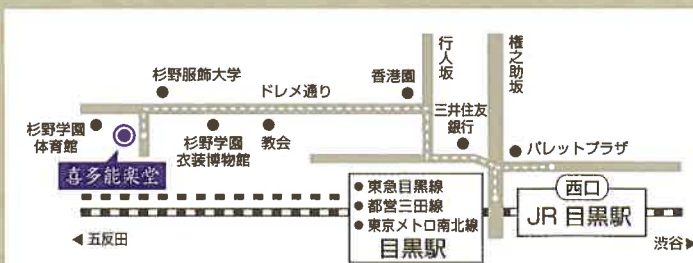 行人坂
権之助坂
杉野服飾大学
ドレメ通り
香港園
三井住友
銀行
杉野学園
体育館
杉野学園
衣装博物館
教会
パレットプラザ
喜多能楽堂
● 東急目黒線
● 都営三田線
● 東京メトロ南北線
目黒駅
西口
JR 目黒駅
◀ 五反田
渋谷▶